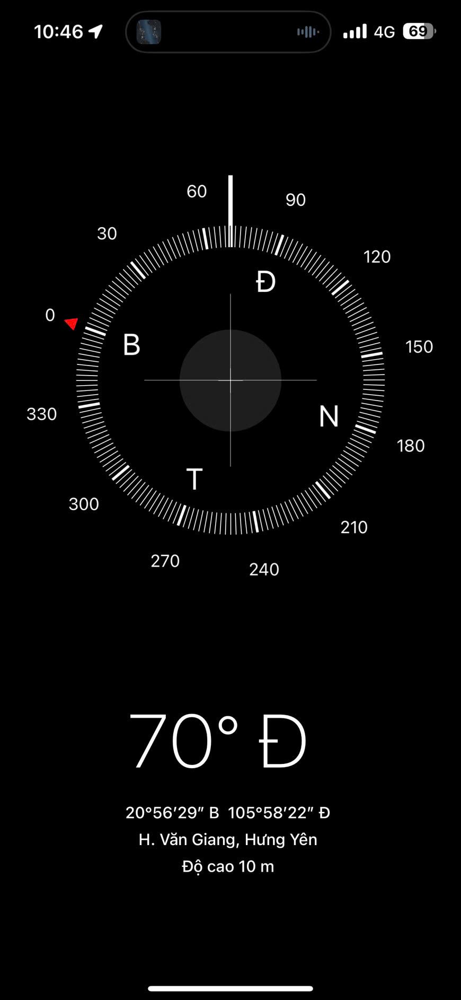 10:46 4G 69
60
90
30
120
0
Đ
B
150
330
N
180
T
300
210
270
240
70° Đ
20°56′29″ B 105°58′22″ Đ
H. Văn Giang, Hưng Yên
Độ cao 10 m